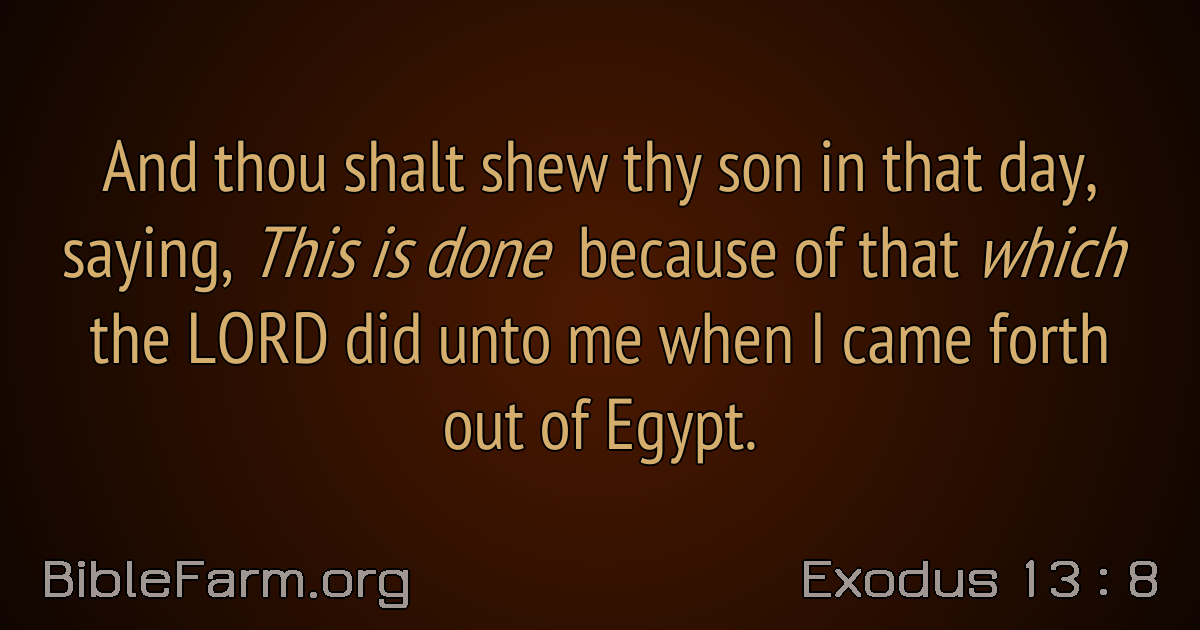 And thou shalt shew thy son in that day,
saying, This is done because of that which
the LORD did unto me when I came forth
out of Egypt.
BibleFarm.org
Exodus 13 : 8